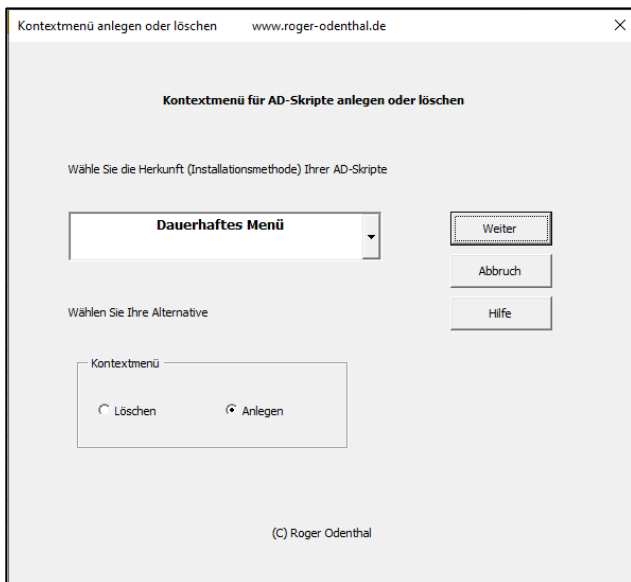 Kontextmenü anlegen oder löschen www.roger-odenthal.de
Kontextmenü für AD-Skripte anlegen oder löschen
Wähle Sie die Herkunft (Installationsmethode) Ihrer AD-Skripte
Dauerhaftes Menü
Weiter
Abbruch
Hilfe
Wählen Sie Ihre Alternative
Kontextmenü
Löschen Anlegen
(C) Roger Odenthal